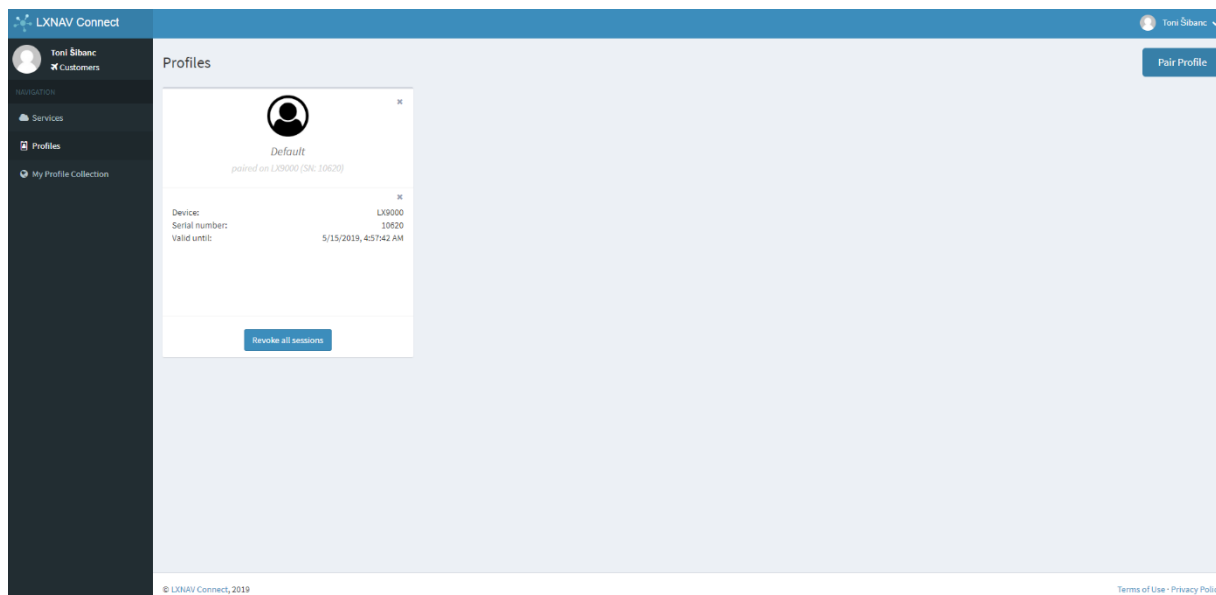 LXNAV Connect
Toni Šibanc
Toni Šibanc
Customers
NAVIGATION
Services
Profiles
My Profile Collection
Profiles
Pair Profile
Default
paired on LX9000 (SN: 10620)
Device: LX9000
Serial number: 10620
Valid until: 5/15/2019, 4:57:42 AM
Revoke all sessions
© LXNAV Connect, 2019
Terms of Use - Privacy Polic